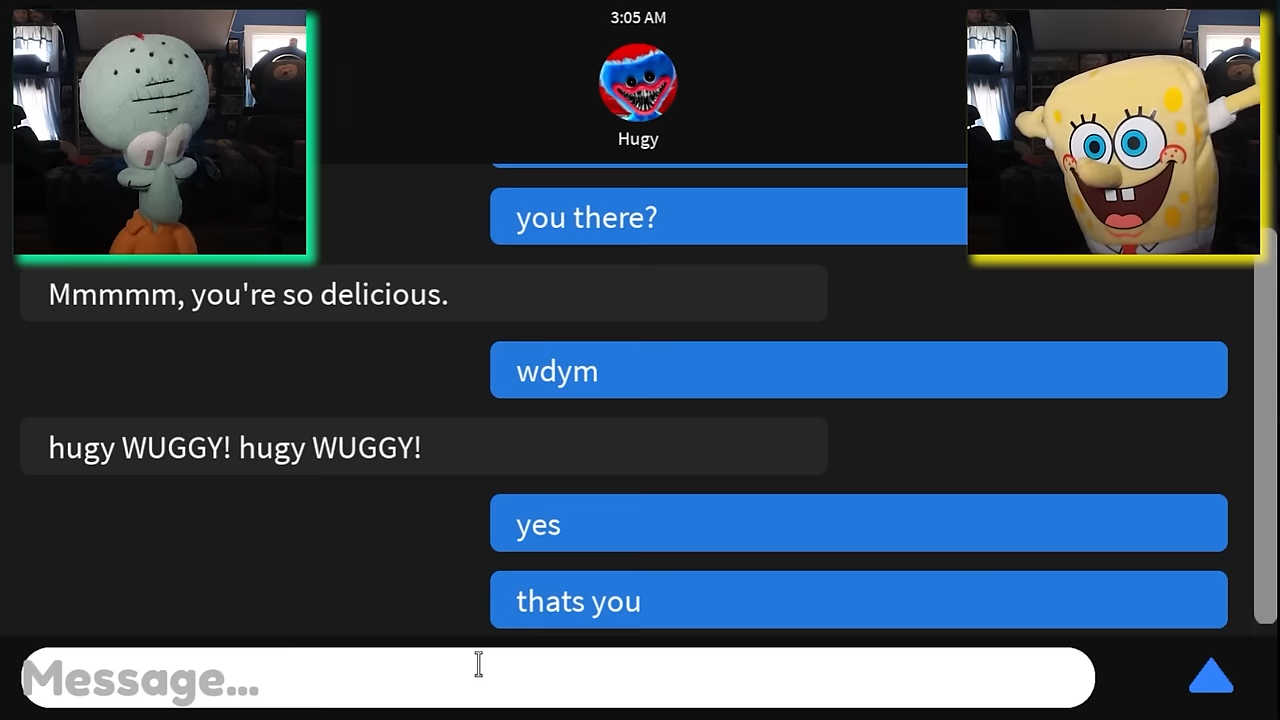 3:05 AM
Hugy
you there?
Mmmmm, you're so delicious.
wdym
hugy WUGGY! hugy WUGGY!
yes
thats you
Message...